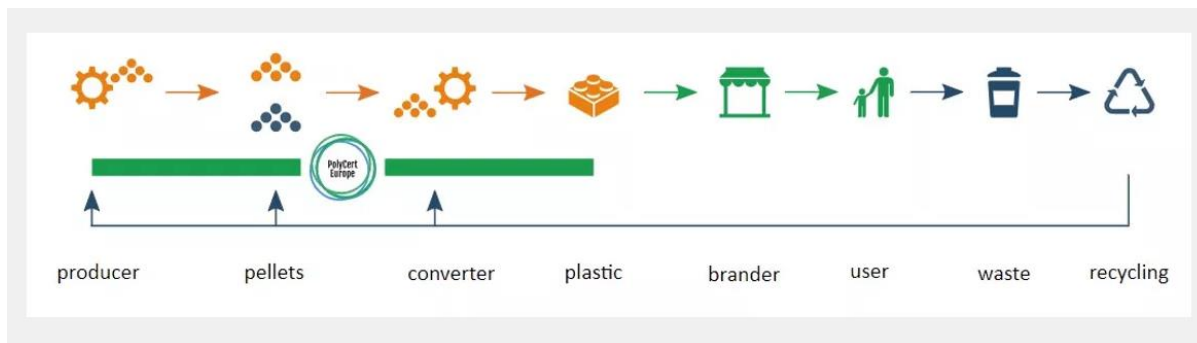 PolyCert
Europe
producer
pellets
converter
plastic
brander
user
waste
recycling